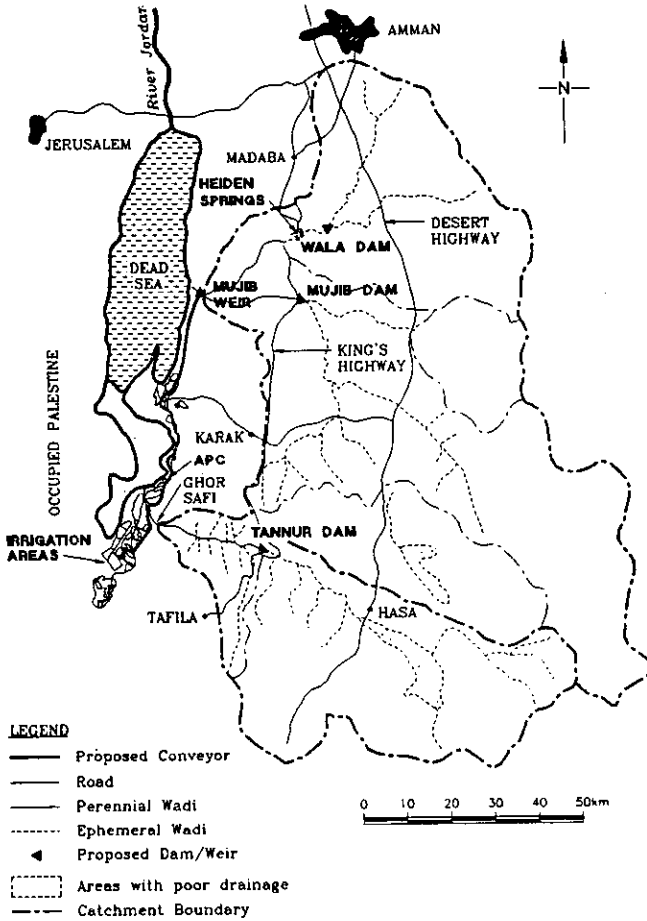 AMMAN
River Jordan
N
JERUSALEM
MADABA
HEIDEN
SPRINGS
DESERT
HIGHWAY
WALA DAM
DEAD
SEA
MUJIB
WEIR
MUJIB DAM
KING'S
HIGHWAY
OCCUPIED PALESTINE
KARAK
APC
GHOR
SAFI
TANNUR DAM
IRRIGATION
AREAS
TAFILA
HASA
LEGEND
Proposed Conveyor
Road
Perennial Wadi
Ephemeral Wadi
Proposed Dam/Weir
Areas with poor drainage
Catchment Boundary
0 10 20 30 40 50km